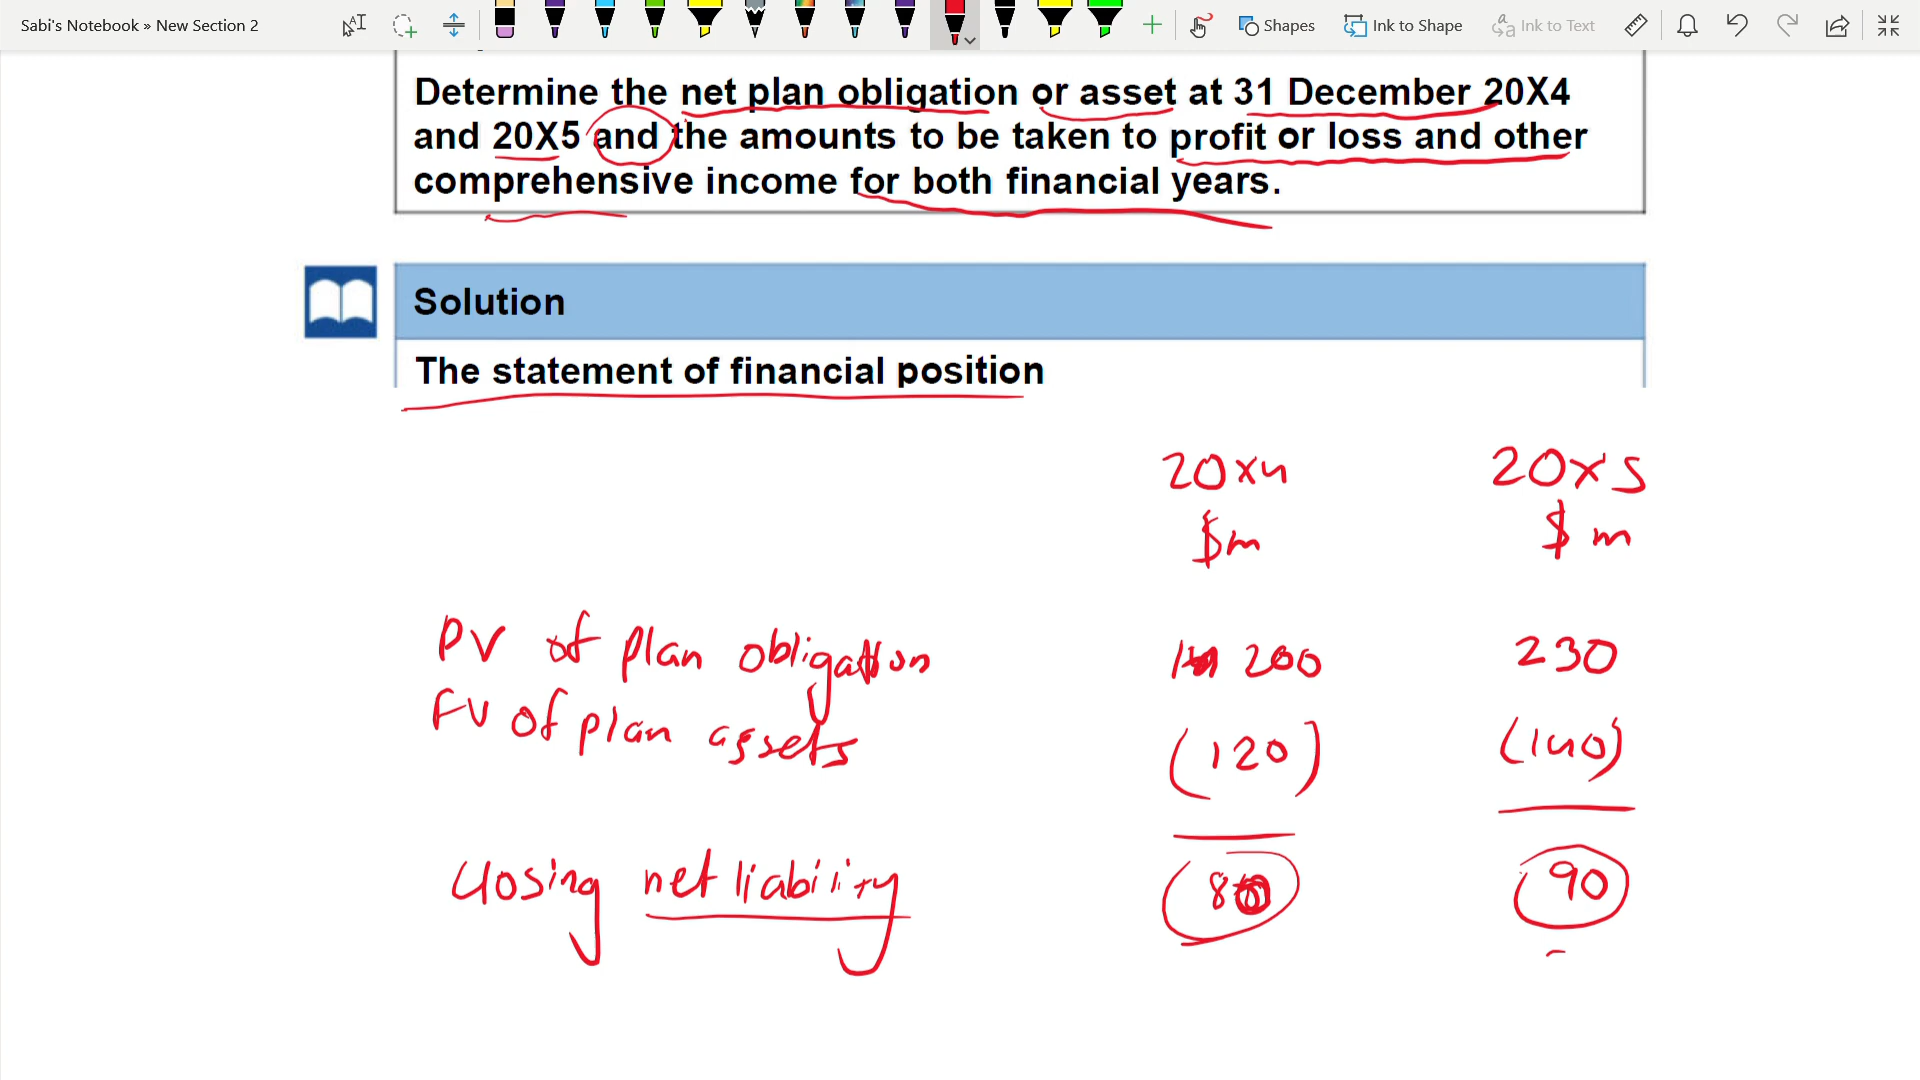 Sabi's Notebook » New Section 2
Shapes
Ink to Shape
Ink to Text
Determine the net plan obligation or asset at 31 December 20X4
and 20X5 and the amounts to be taken to profit or loss and other
comprehensive income for both financial years.
Solution
The statement of financial position
20x4 20x5
$m $m
PV of plan obligation 200 230
FV of plan assets (120) (140)
closing net liability 80 90